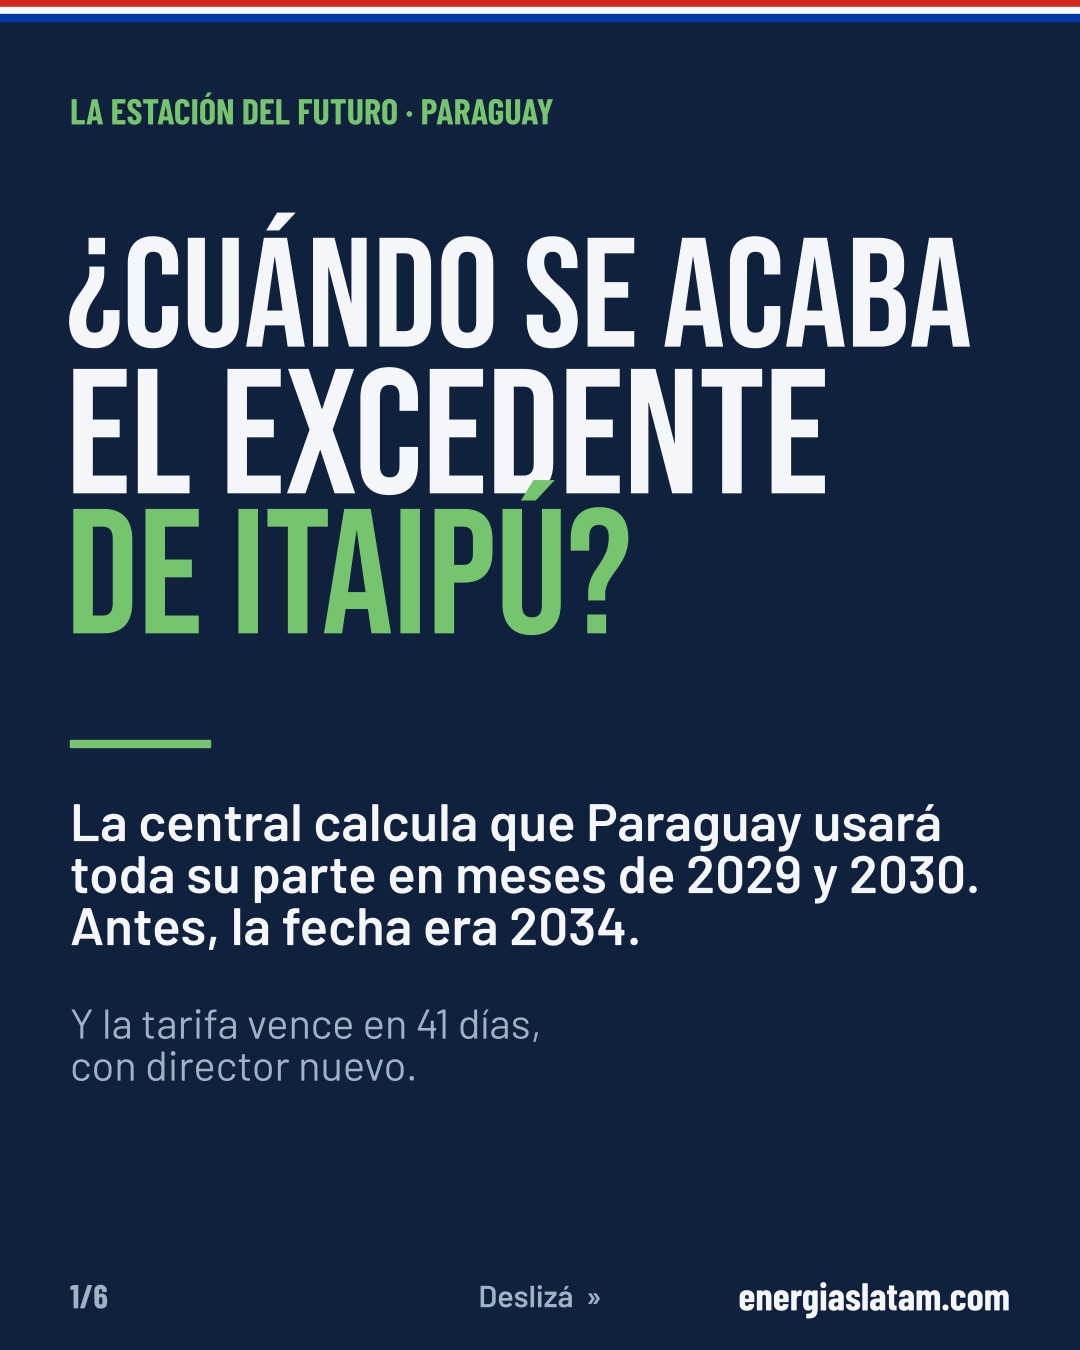 LA ESTACIÓN DEL FUTURO · PARAGUAY
¿CUÁNDO SE ACABA
EL EXCEDENTE
DE ITAIPÚ?
La central calcula que Paraguay usará
toda su parte en meses de 2029 y 2030.
Antes, la fecha era 2034.
Y la tarifa vence en 41 días,
con director nuevo.
1/6
Deslizá »
energiaslatam.com